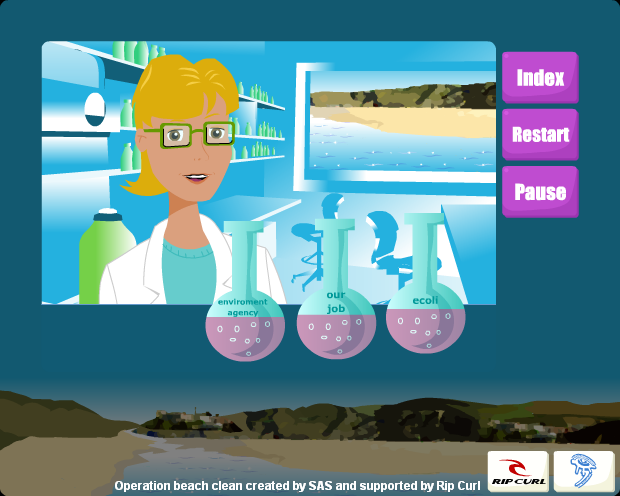 Index
Restart
Pause
enviroment
agency
our
job
ecoli
Operation beach clean created by SAS and supported by Rip Curl
RIP CURL